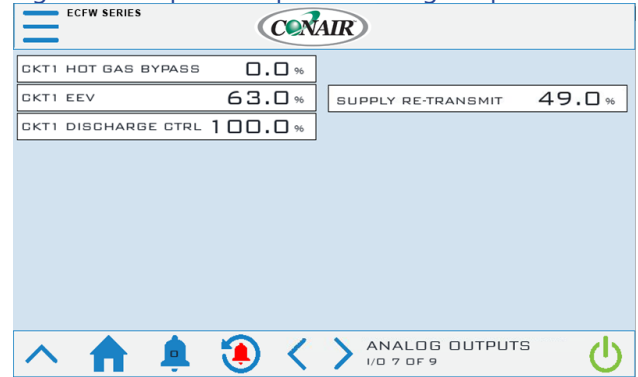 ECFW SERIES
CONAIR
CKT1 HOT GAS BYPASS 0.0 %
CKT1 EEV 63.0 %
CKT1 DISCHARGE CTRL 100.0 %
SUPPLY RE-TRANSMIT 49.0 %
0
ANALOG OUTPUTS
I/O 7 OF 9